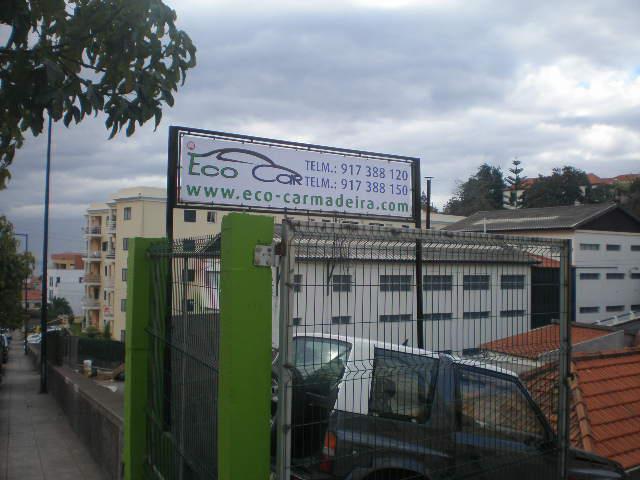 ECO CAR
TELM.: 917 388 120
TELM.: 917 388 150
www.eco-carmadeira.com